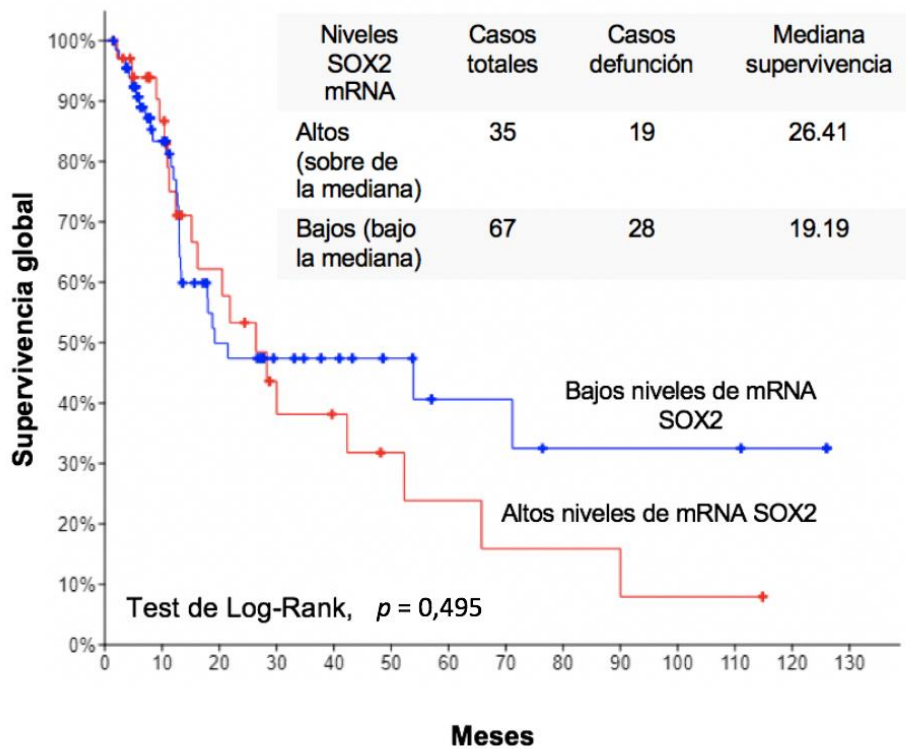 Niveles SOX2 mRNA
Casos totales
Casos defunción
Mediana supervivencia
Altos (sobre de la mediana)
35
19
26.41
Bajos (bajo la mediana)
67
28
19.19
Supervivencia global
100%
90%
80%
70%
60%
50%
40%
30%
20%
10%
0%
Bajos niveles de mRNA
SOX2
Altos niveles de mRNA SOX2
Test de Log-Rank, p = 0,495
0 10 20 30 40 50 60 70 80 90 100 110 120 130
Meses